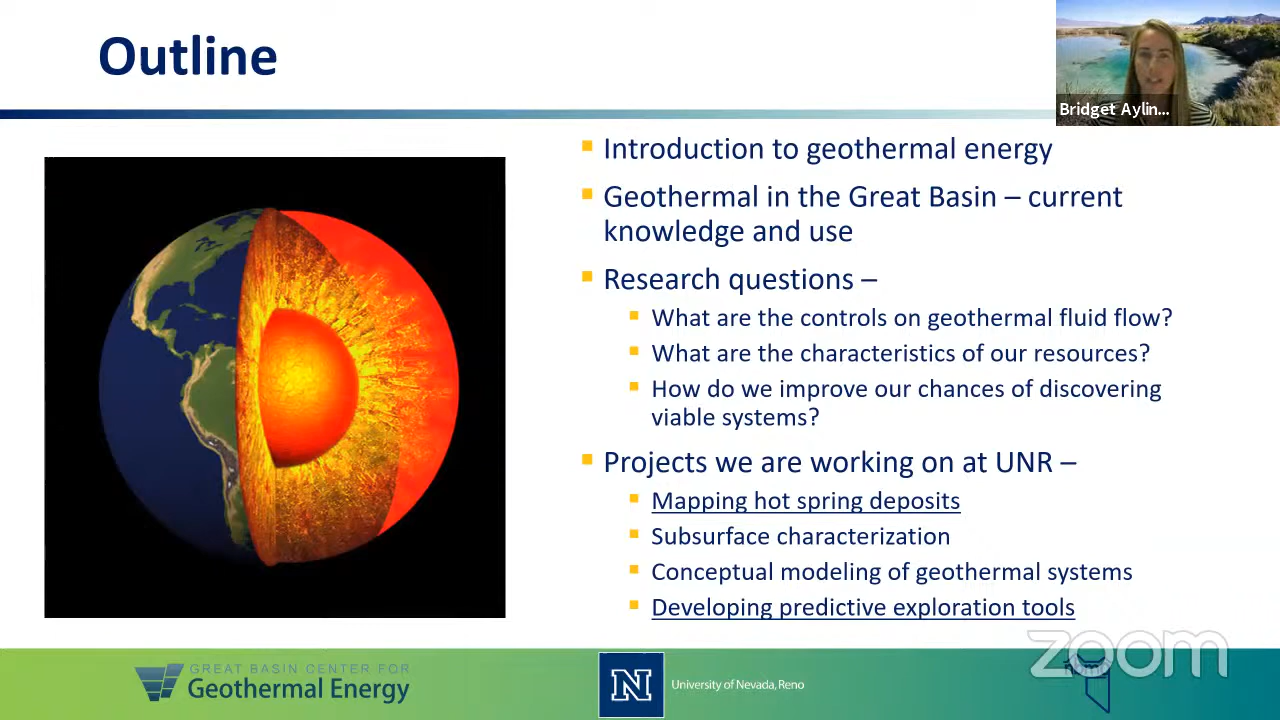 Outline
Bridget Aylin...
Introduction to geothermal energy
Geothermal in the Great Basin – current
knowledge and use
Research questions –
What are the controls on geothermal fluid flow?
What are the characteristics of our resources?
How do we improve our chances of discovering
viable systems?
Projects we are working on at UNR –
Mapping hot spring deposits
Subsurface characterization
Conceptual modeling of geothermal systems
Developing predictive exploration tools
zoom
GREAT BASIN CENTER FOR
Geothermal Energy
N
University of Nevada, Reno